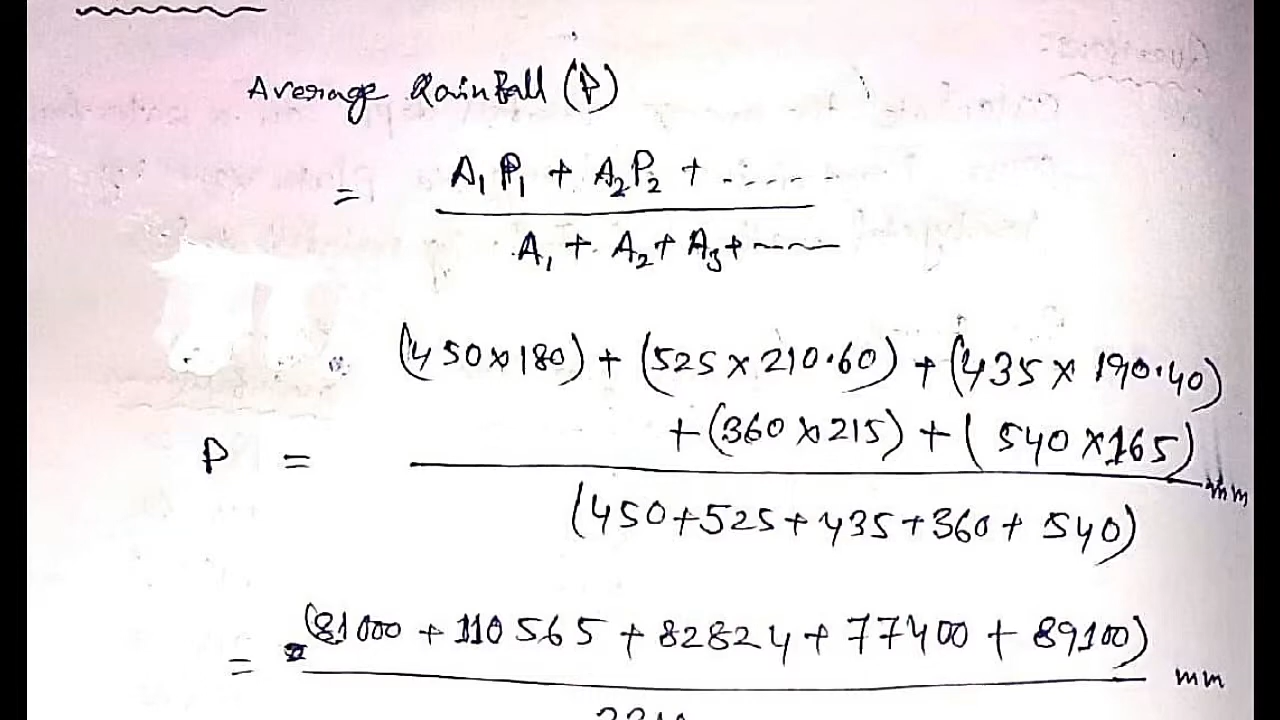 Average Rainfall (P)
= A₁P₁ + A₂P₂ + ........
A₁ + A₂ + A₃ + ----
(450×180) + (525×210.60) + (435×190.40)
+ (360×215) + (540×165)
P = mm
(450+525+435+360+540)
(81000 + 110565 + 82824 + 77400 + 89100)
= mm